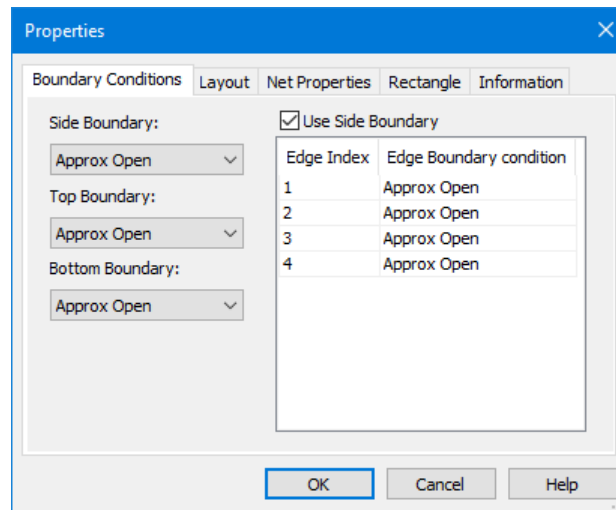 Properties
Boundary Conditions Layout Net Properties Rectangle Information
Side Boundary:
Approx Open
Top Boundary:
Approx Open
Bottom Boundary:
Approx Open
Use Side Boundary
Edge Index Edge Boundary condition
1 Approx Open
2 Approx Open
3 Approx Open
4 Approx Open
OK Cancel Help